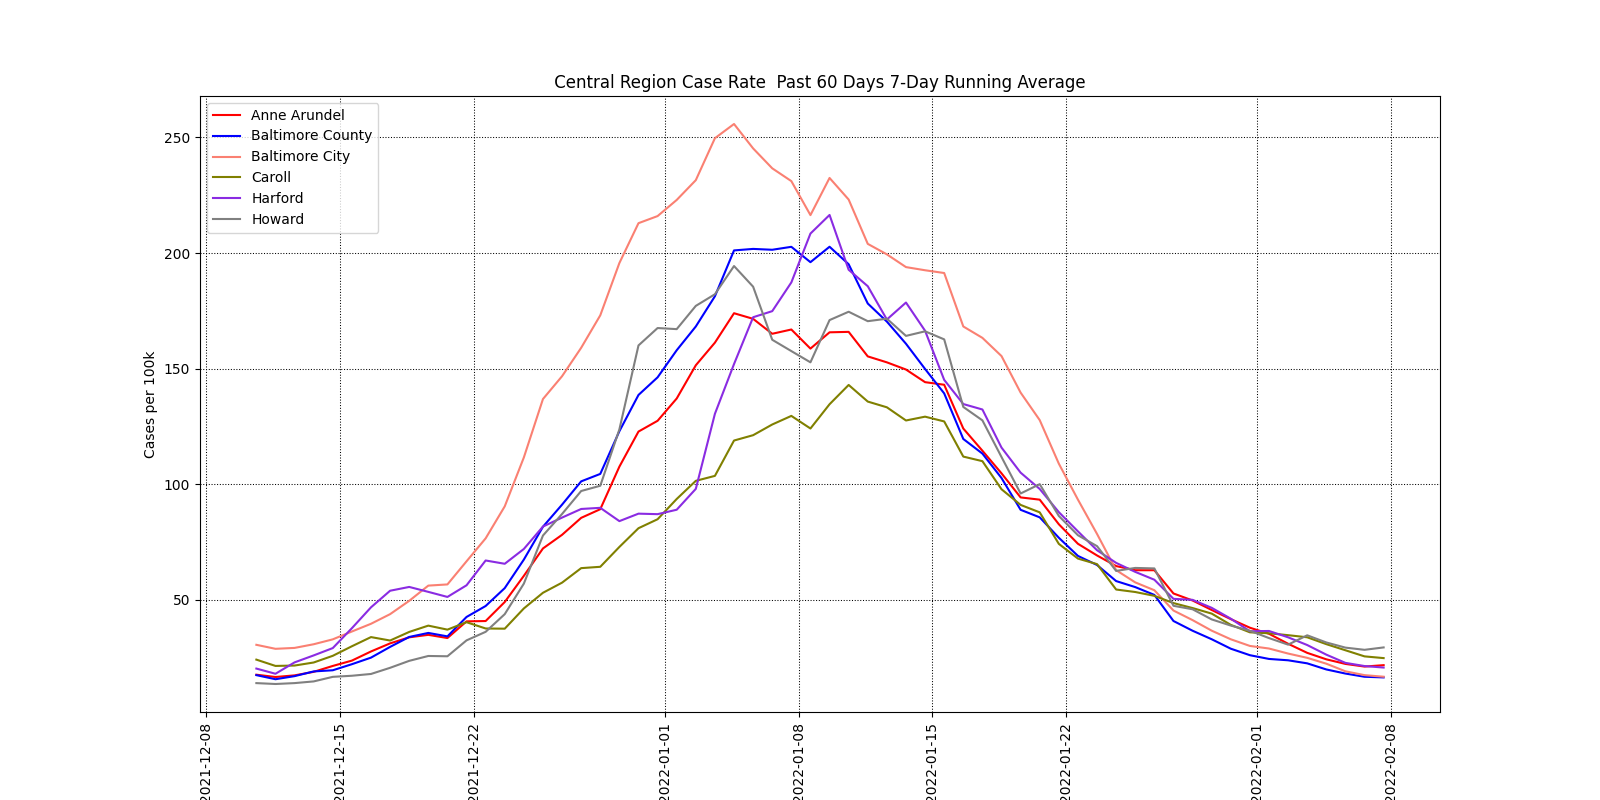 Central Region Case Rate  Past 60 Days 7-Day Running Average
Anne Arundel
Baltimore County
Baltimore City
Caroll
Harford
Howard
250
200
150
100
50
Cases per 100k
2021-12-08
2021-12-15
2021-12-22
2022-01-01
2022-01-08
2022-01-15
2022-01-22
2022-02-01
2022-02-08